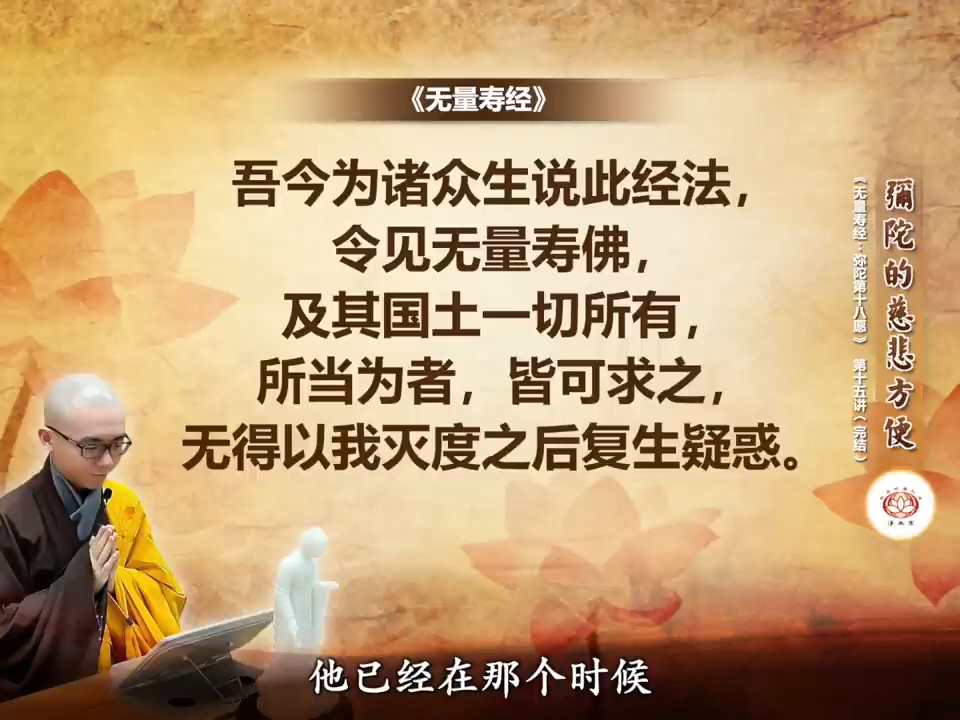 《无量寿经》
吾今为诸众生说此经法，
令见无量寿佛，
及其国土一切所有，
所当为者，皆可求之，
无得以我灭度之后复生疑惑。
彌陀的慈悲方便
《无量寿经：弥陀第十八愿》 第十五讲（完结）
净土宗
他已经在那个时候